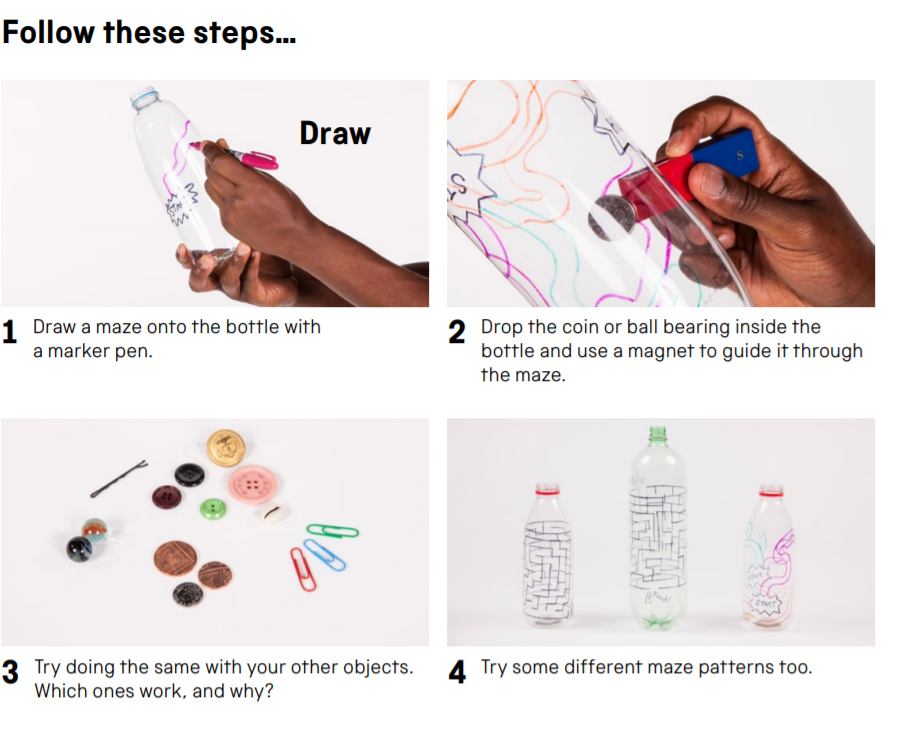 Follow these steps...
Draw
1 Draw a maze onto the bottle with
a marker pen.
S
2 Drop the coin or ball bearing inside the
bottle and use a magnet to guide it through
the maze.
3 Try doing the same with your other objects.
Which ones work, and why?
START
4 Try some different maze patterns too.